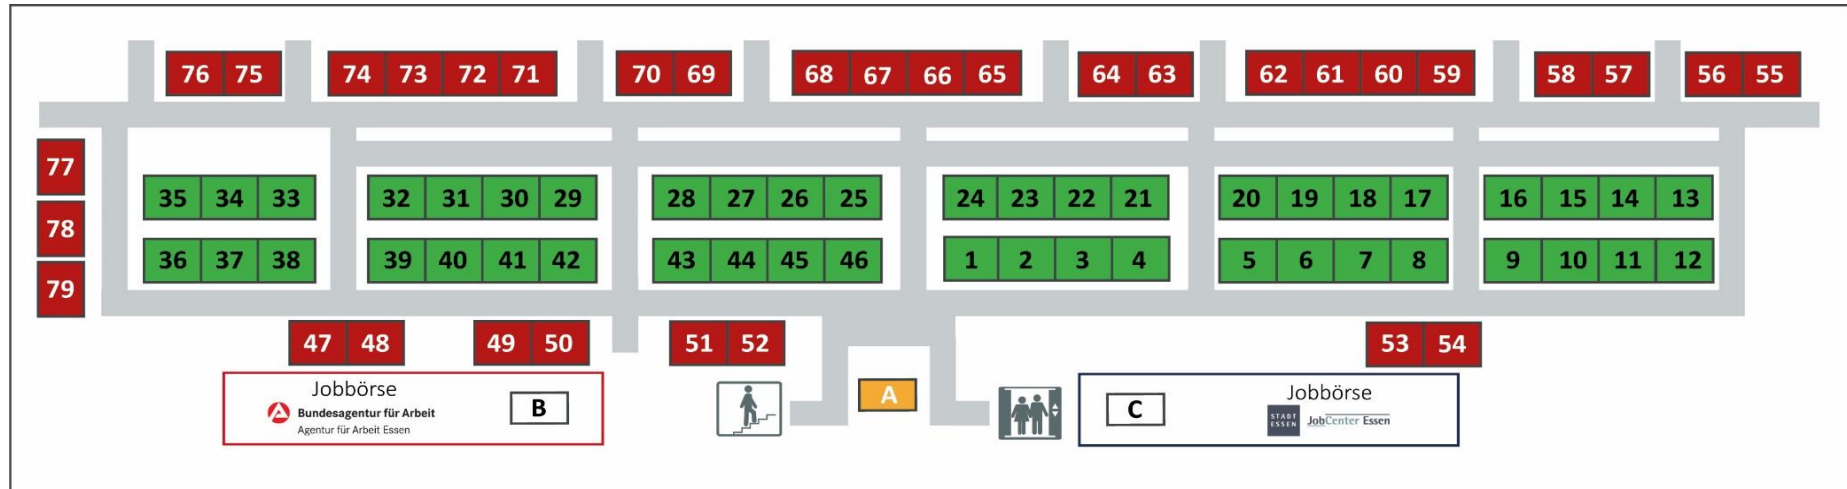 76 75 74 73 72 71 70 69 68 67 66 65 64 63 62 61 60 59 58 57 56 55
77
35 34 33 32 31 30 29 28 27 26 25 24 23 22 21 20 19 18 17 16 15 14 13
78
36 37 38 39 40 41 42 43 44 45 46 1 2 3 4 5 6 7 8 9 10 11 12
79
47 48 49 50 51 52 53 54
Jobbörse
Bundesagentur für Arbeit
Agentur für Arbeit Essen
B
A
C
Jobbörse
STADT
ESSEN
JobCenter Essen